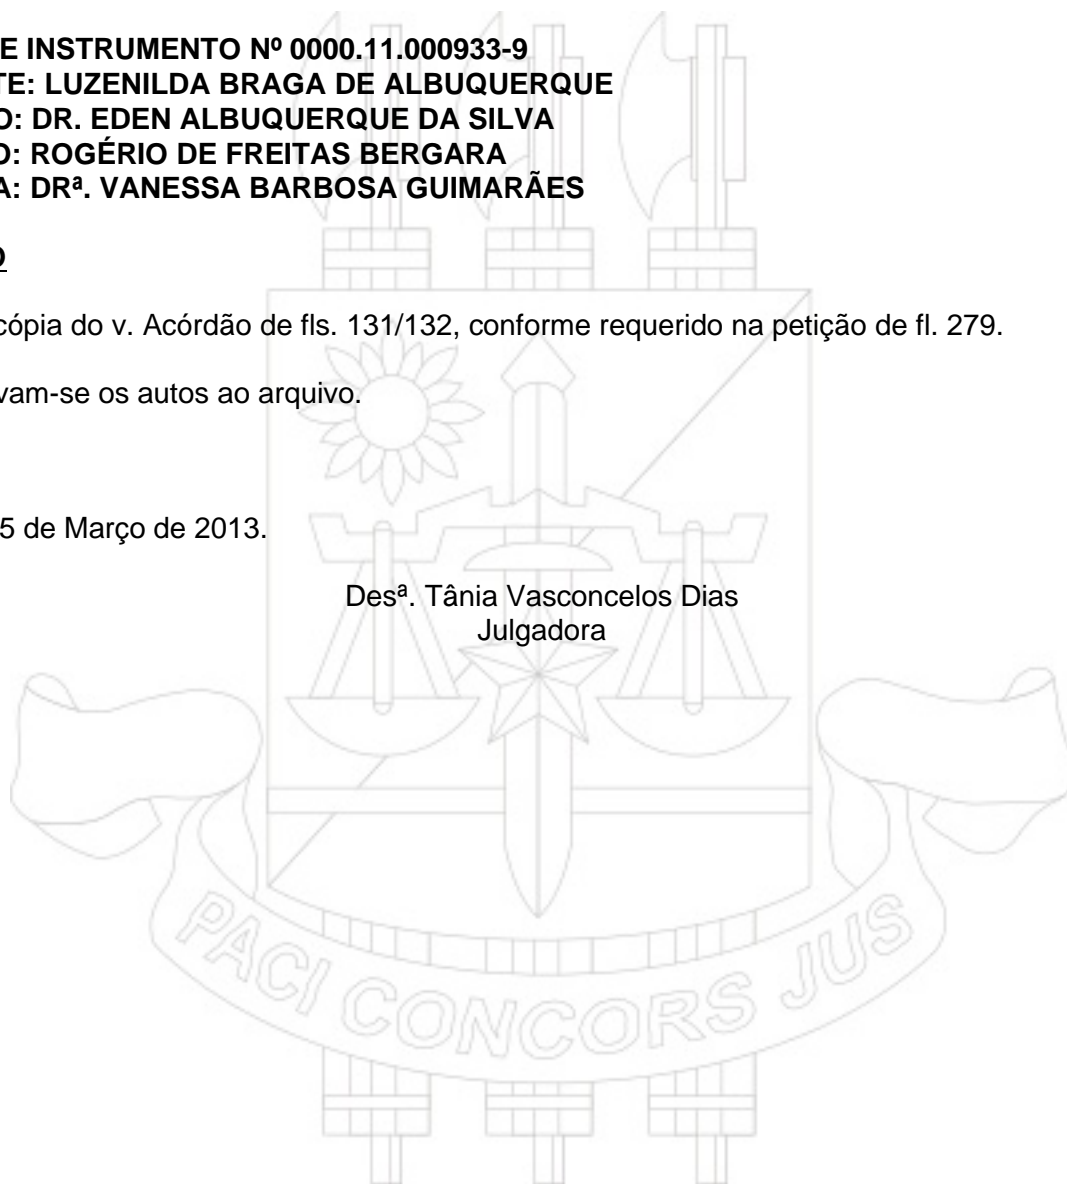 E INSTRUMENTO Nº 0000.11.000933-9
TE: LUZENILDA BRAGA DE ALBUQUERQUE
O: DR. EDEN ALBUQUERQUE DA SILVA
O: ROGÉRIO DE FREITAS BERGARA
A: DRª. VANESSA BARBOSA GUIMARÃES
O
cópia do v. Acórdão de fls. 131/132, conforme requerido na petição de fl. 279.
vam-se os autos ao arquivo.
5 de Março de 2013.
Desª. Tânia Vasconcelos Dias
Julgadora
PACI CONCORS JUS